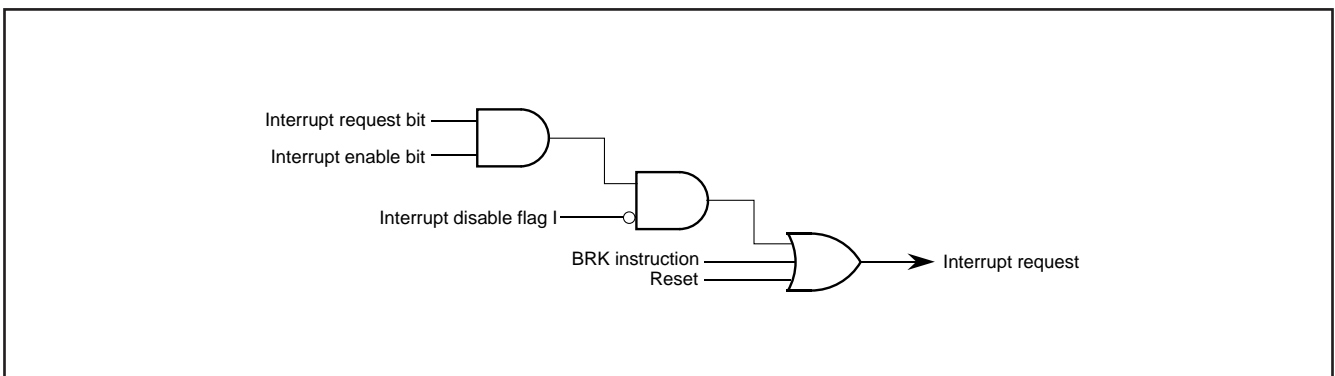 Interrupt request bit
Interrupt enable bit
Interrupt disable flag I
BRK instruction
Reset
Interrupt request